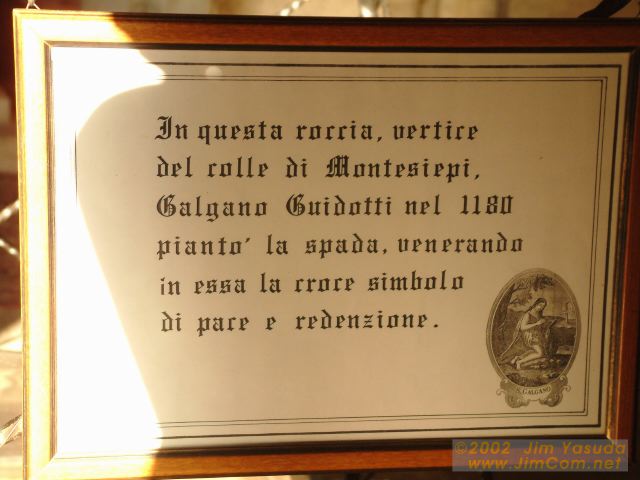 In questa roccia, vertice
del colle di Montesiepi,
Galgano Guidotti nel 1180
pianto' la spada, venerando
in essa la croce simbolo
di pace e redenzione.
S. GALGANO
©2002 Jim Yasuda
www.JimCom.net